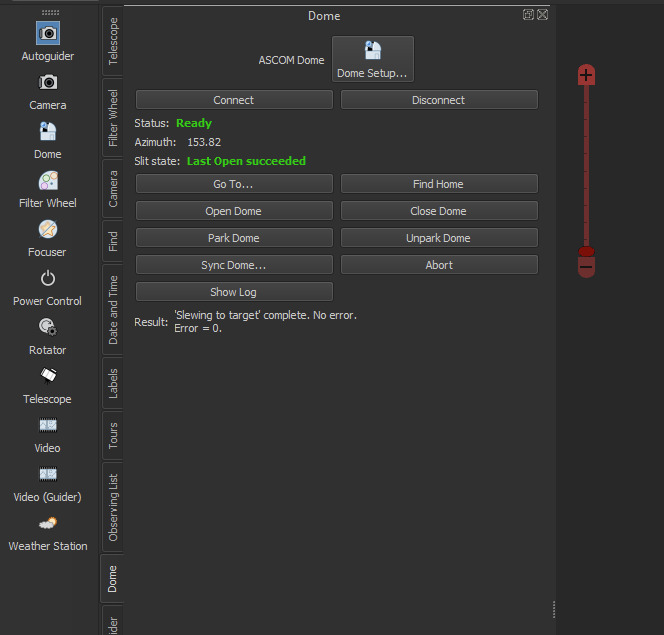 Dome
Autoguider
Camera
Dome
Filter Wheel
Focuser
Power Control
Rotator
Telescope
Video
Video (Guider)
Weather Station
Telescope
Filter Wheel
Camera
Find
Date and Time
Labels
Tours
Observing List
Dome
ider
ASCOM Dome
Dome Setup...
Connect
Disconnect
Status: Ready
Azimuth: 153.82
Slit state: Last Open succeeded
Go To...
Find Home
Open Dome
Close Dome
Park Dome
Unpark Dome
Sync Dome...
Abort
Show Log
Result: 'Slewing to target' complete. No error.
Error = 0.